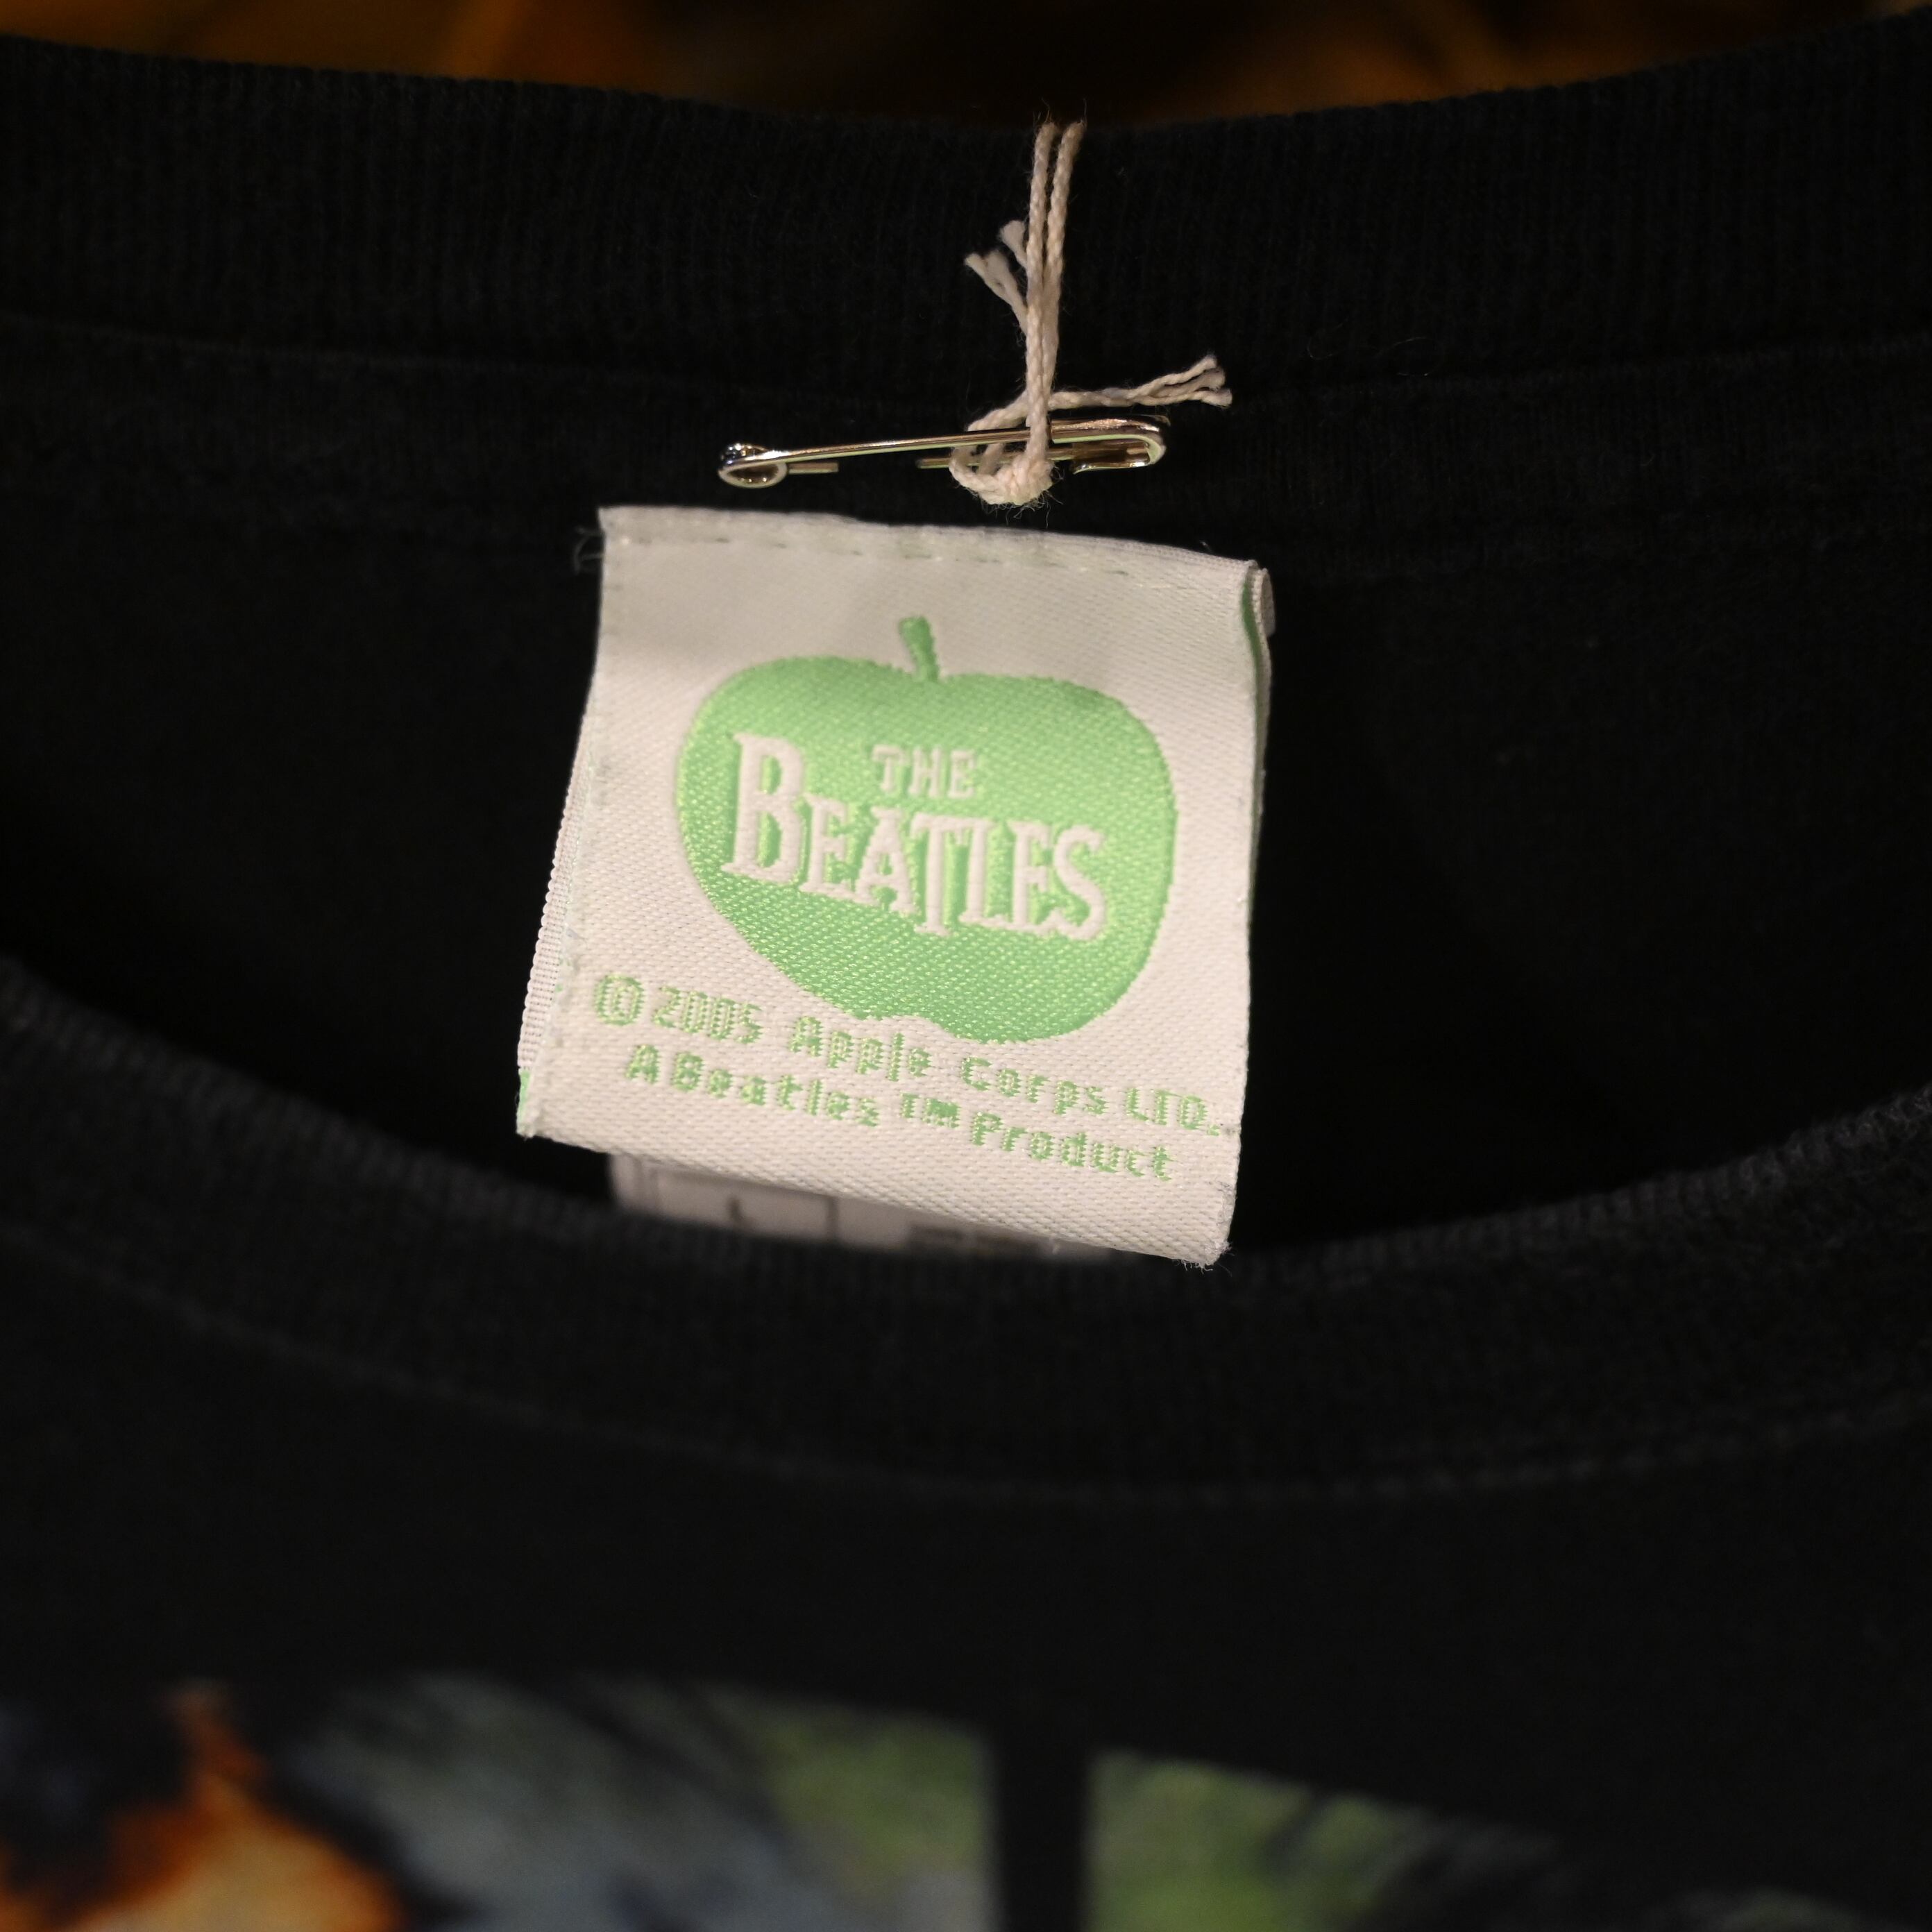 THE
BEATLES
© 2005 Apple Corps LTD.
A Beatles ™ Product